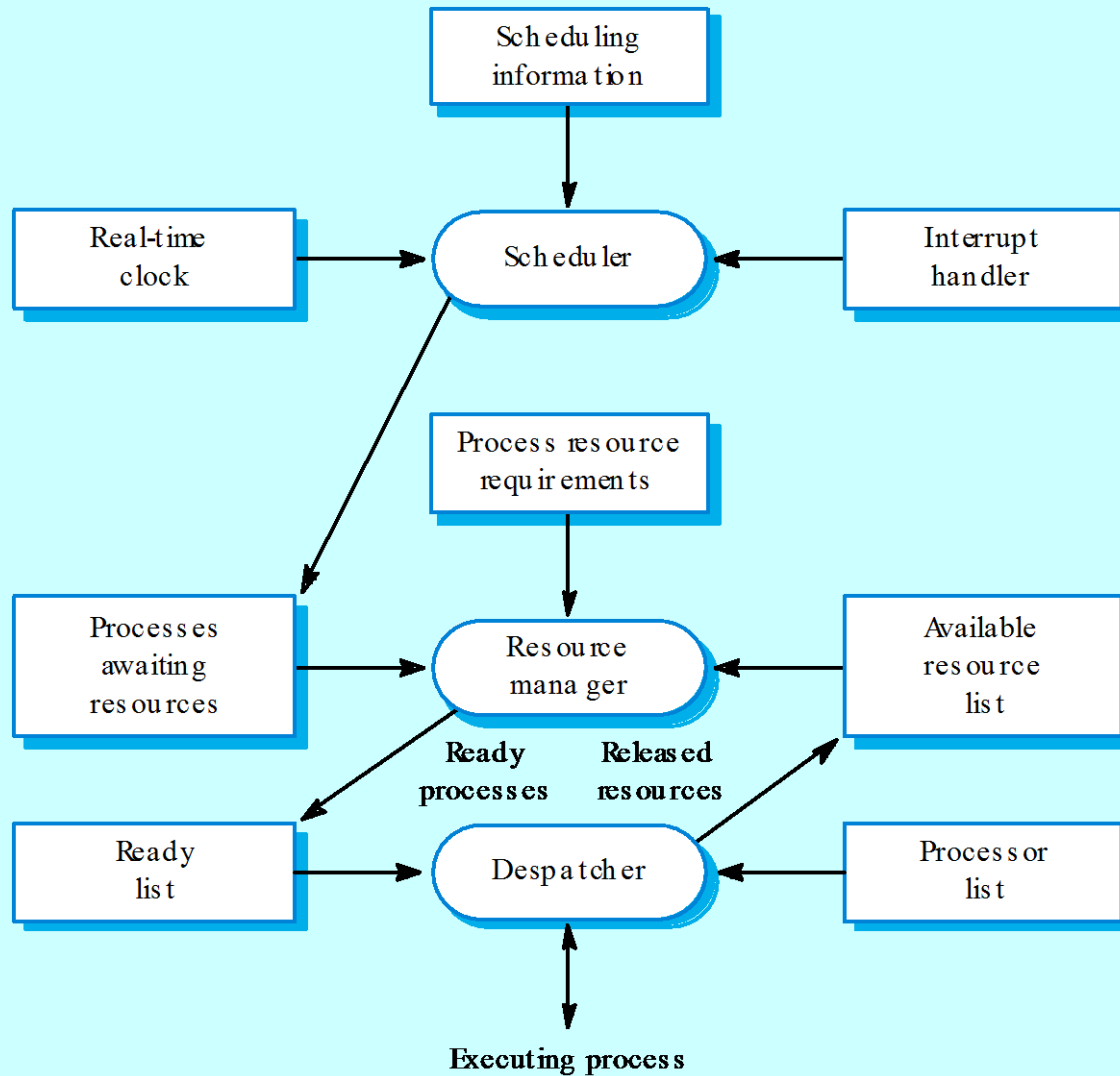 Scheduling
information
Real-time
clock
Scheduler
Interrupt
handler
Process resource
requirements
Processes
awaiting
resources
Resource
manager
Available
resource
list
Ready
processes
Released
resources
Ready
list
Despatcher
Processor
list
Executing process